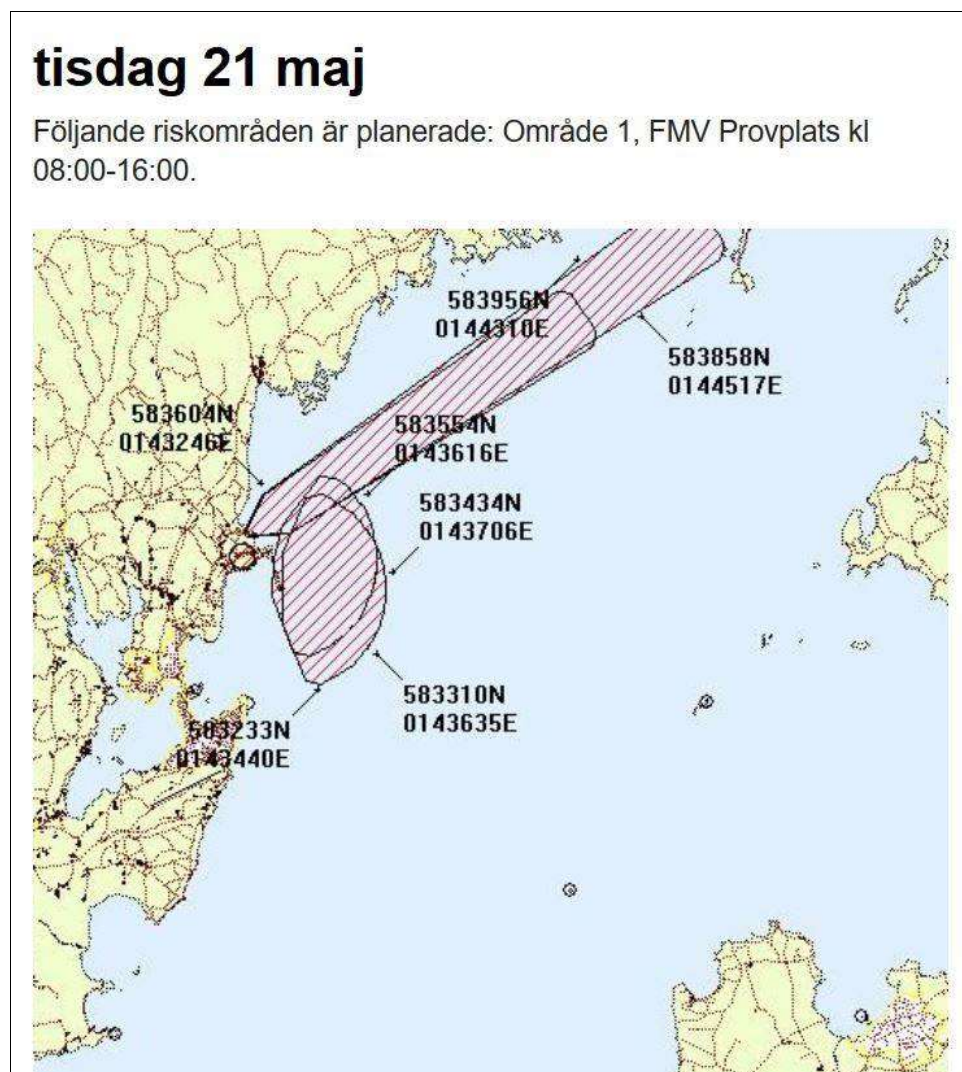 tisdag 21 maj
Följande riskområden är planerade: Område 1, FMV Provplats kl
08:00-16:00.
583956N
0144310E
583858N
0144517E
583604N
0143246E
583554N
0143616E
583434N
0143706E
583310N
0143635E
583233N
0143440E